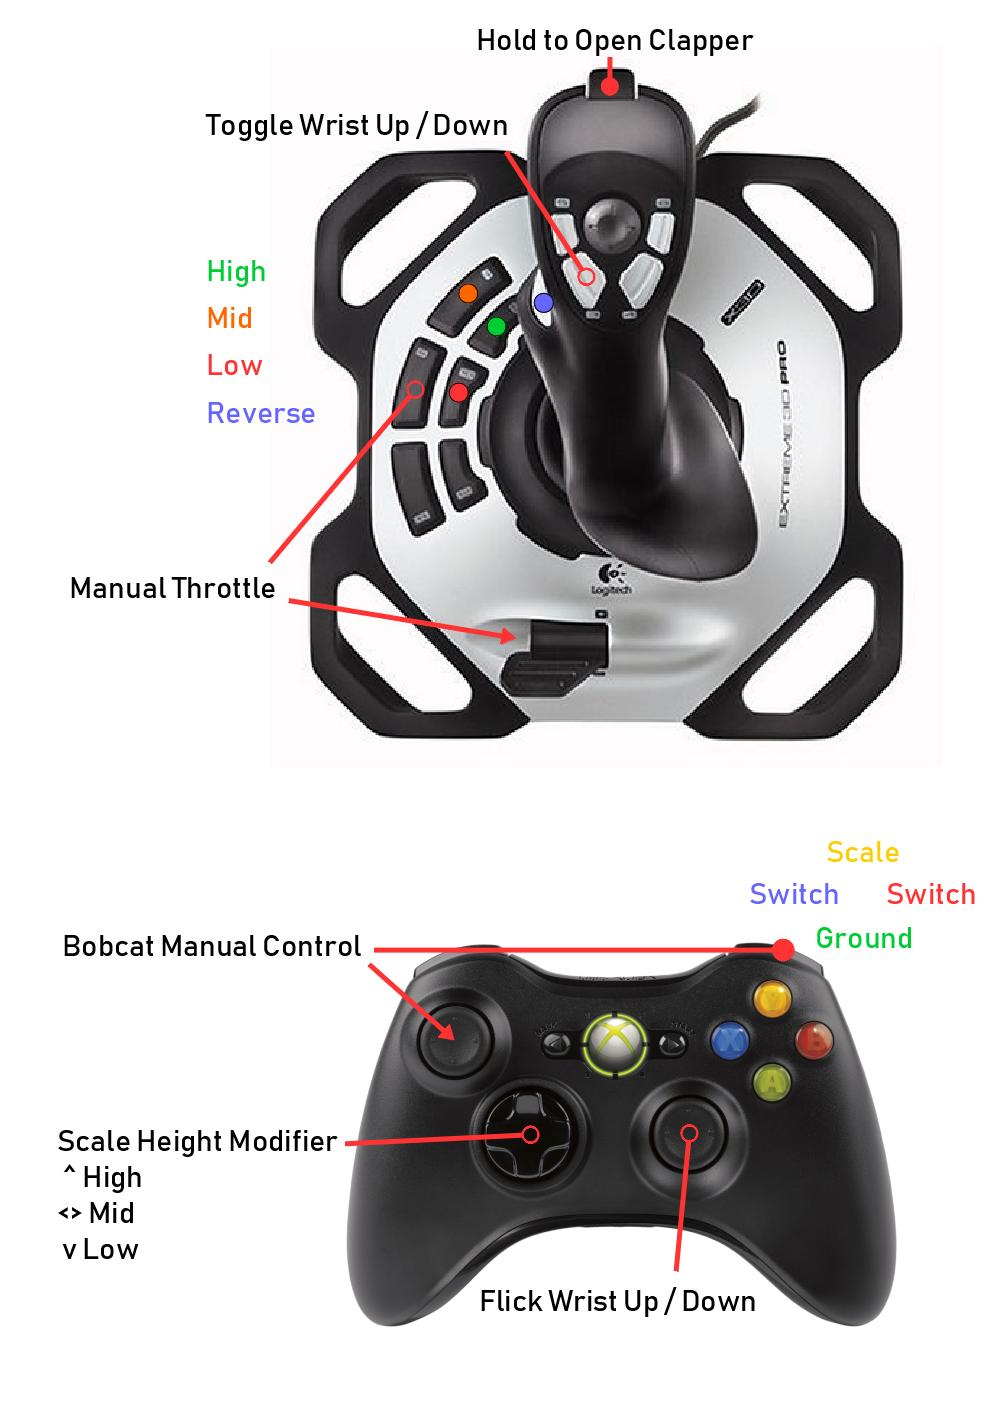 Hold to Open Clapper
Toggle Wrist Up / Down
High
Mid
Low
Reverse
EXTREME 3D PRO
Manual Throttle
Logitech
Scale
Switch Switch
Ground
Bobcat Manual Control
Y
X B
A
Scale Height Modifier
^ High
<> Mid
v Low
Flick Wrist Up / Down